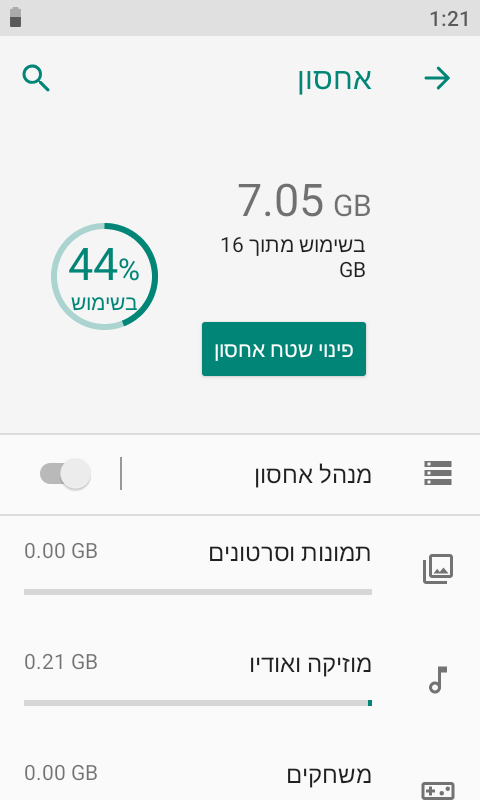 1:21
אחסון
7.05 GB
בשימוש מתוך 16
GB
44%
בשימוש
פינוי שטח אחסון
מנהל אחסון
תמונות וסרטונים
0.00 GB
מוזיקה ואודיו
0.21 GB
משחקים
0.00 GB